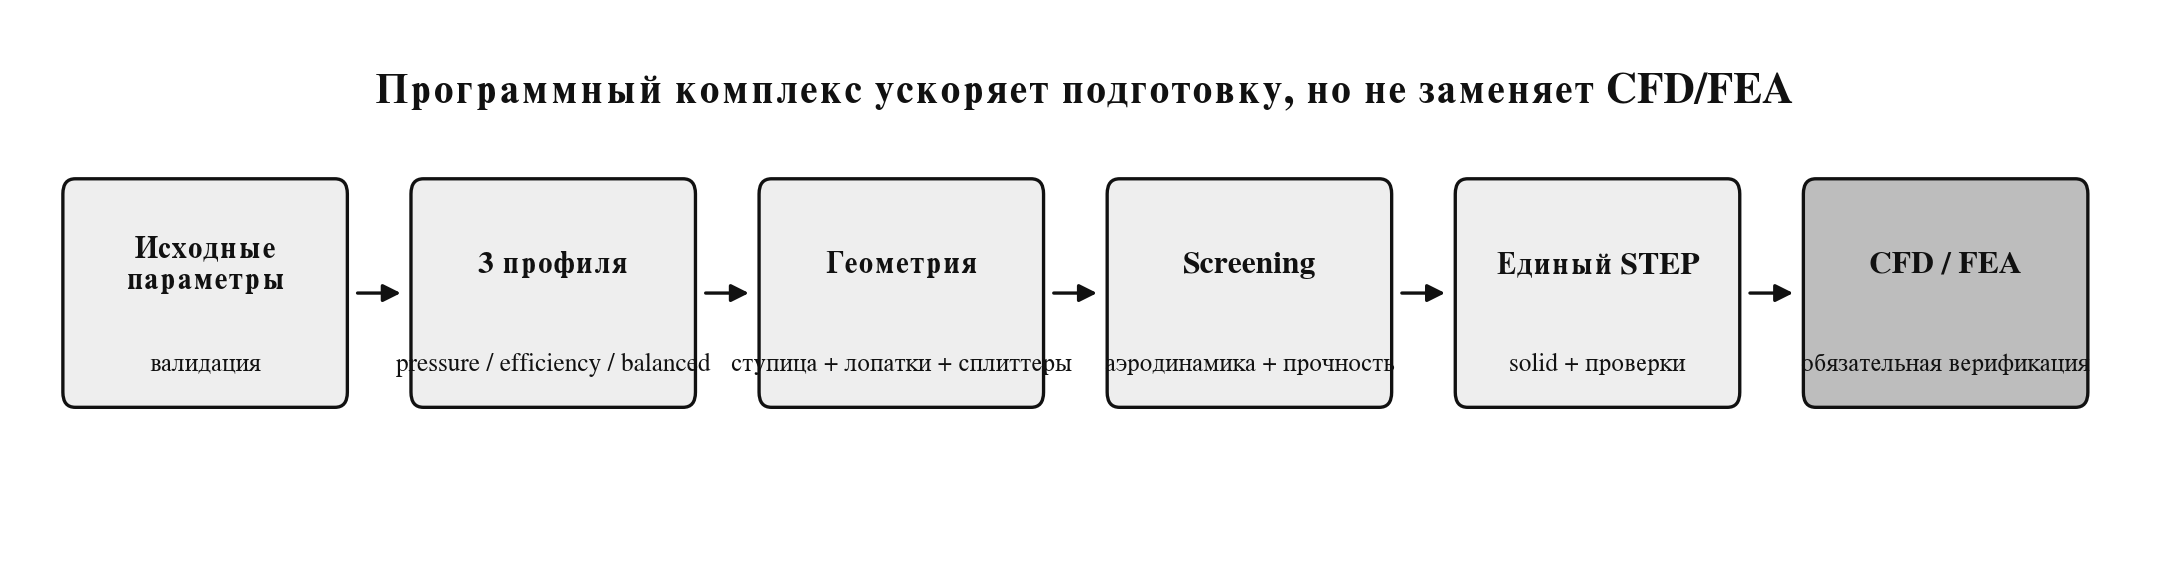 Программный комплекс ускоряет подготовку, но не заменяет CFD/FEA
Исходные
параметры
валидация
3 профиля
pressure / efficiency / balanced
Геометрия
ступица + лопатки + сплиттеры
Screening
аэродинамика + прочность
Единый STEP
solid + проверки
CFD / FEA
обязательная верификация